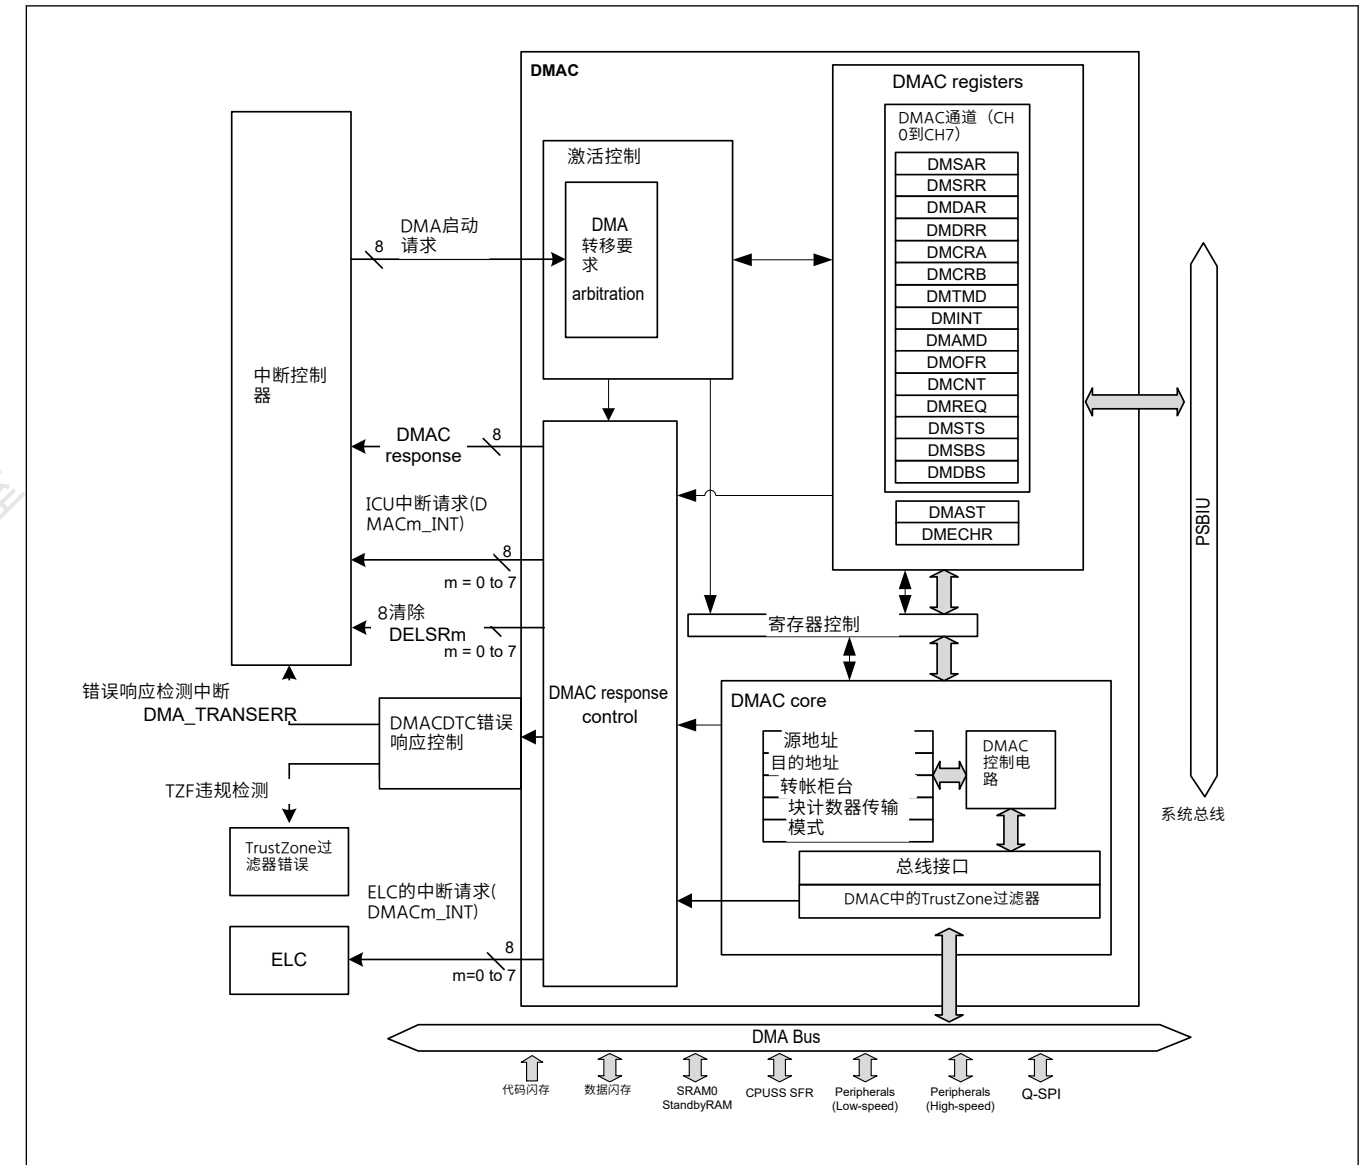 DMAC
DMAC registers
DMAC通道（CH
0到CH7）
DMSAR
DMSRR
DMDAR
DMDRR
DMCRA
DMCRB
DMTMD
DMINT
DMAMD
DMOFR
DMCNT
DMREQ
DMSTS
DMSBS
DMDBS
DMAST
DMECHR
激活控制
DMA
转移要
求
arbitration
DMA启动
请求
8
中断控制
器
DMAC
response
8
ICU中断请求(D
MACm_INT)
8
m = 0 to 7
8清除
DELSRm
m = 0 to 7
错误响应检测中断
DMA_TRANSERR
DMACDTC错误
响应控制
TZF违规检测
TrustZone过
滤器错误
ELC的中断请求(
DMACm_INT)
8
m=0 to 7
ELC
DMAC response
control
寄存器控制
DMAC core
源地址
目的地址
转帐柜台
块计数器传输
模式
DMAC
控制电
路
总线接口
DMAC中的TrustZone过滤器
PSBIU
系统总线
DMA Bus
代码闪存
数据闪存
SRAM0
StandbyRAM
CPUSS SFR
Peripherals
(Low-speed)
Peripherals
(High-speed)
Q-SPI